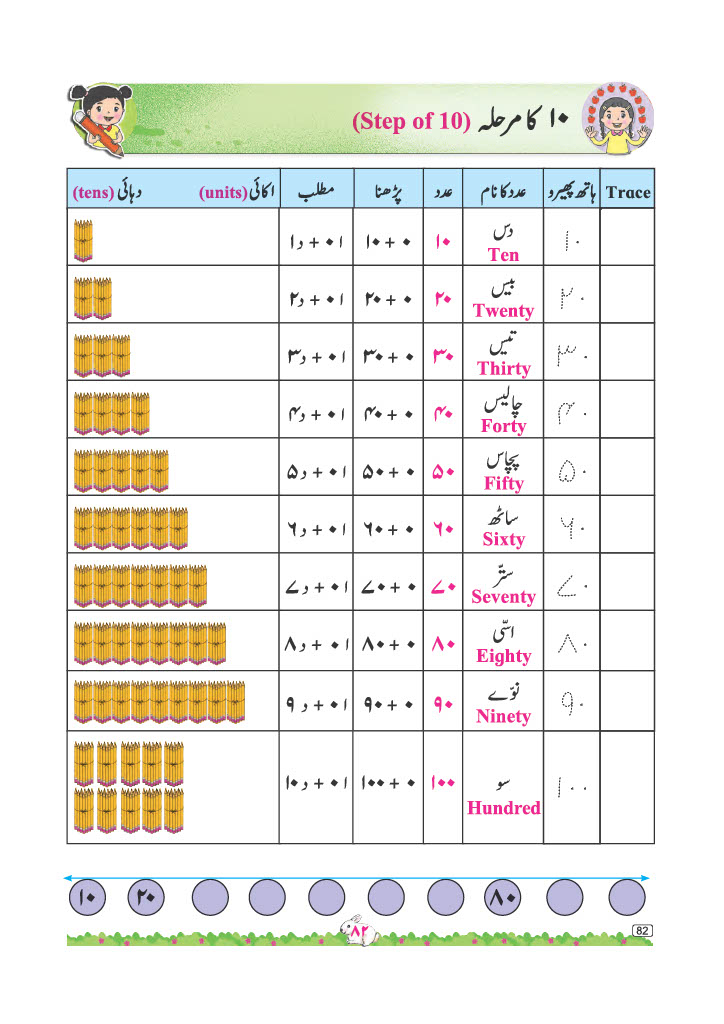 ۱۰ کا مرحلہ (Step of 10)
Trace ہاتھ پھیرو عدد کا نام عدد پڑھنا مطلب اکائی (units) دہائی (tens)
۱۰ دس ۱۰ ۱۰ + ۰ ا ۰ + د ۱
Ten
۲۰ بیس ۲۰ ۲۰ + ۰ ا ۰ + د ۲
Twenty
۳۰ تیس ۳۰ ۳۰ + ۰ ا ۰ + د ۳
Thirty
۴۰ چالیس ۴۰ ۴۰ + ۰ ا ۰ + د ۴
Forty
۵۰ پچاس ۵۰ ۵۰ + ۰ ا ۰ + د ۵
Fifty
۶۰ ساٹھ ۶۰ ۶۰ + ۰ ا ۰ + د ۶
Sixty
۷۰ ستّر ۷۰ ۷۰ + ۰ ا ۰ + د ۷
Seventy
۸۰ اسّی ۸۰ ۸۰ + ۰ ا ۰ + د ۸
Eighty
۹۰ نوّے ۹۰ ۹۰ + ۰ ا ۰ + د ۹
Ninety
۱۰۰ سو ۱۰۰ ۱۰۰ + ۰ ا ۰ + د ۱۰
Hundred
۱۰ ۲۰ ۸۰
۸۲
82